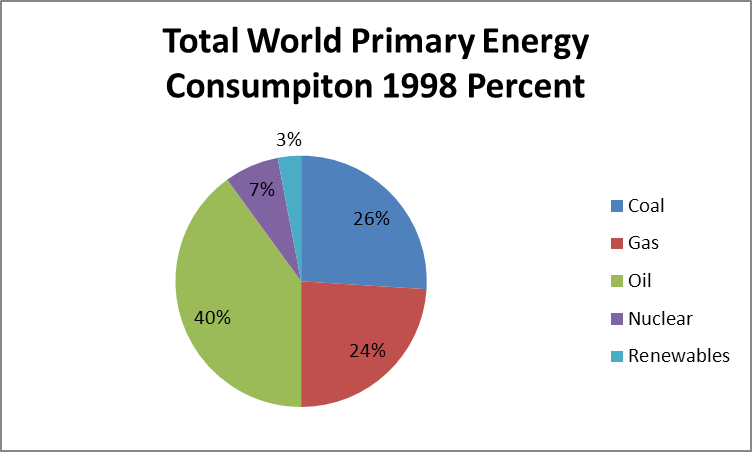 Total World Primary Energy
Consumpiton 1998 Percent
3%
7%
26%
40%
24%
Coal
Gas
Oil
Nuclear
Renewables